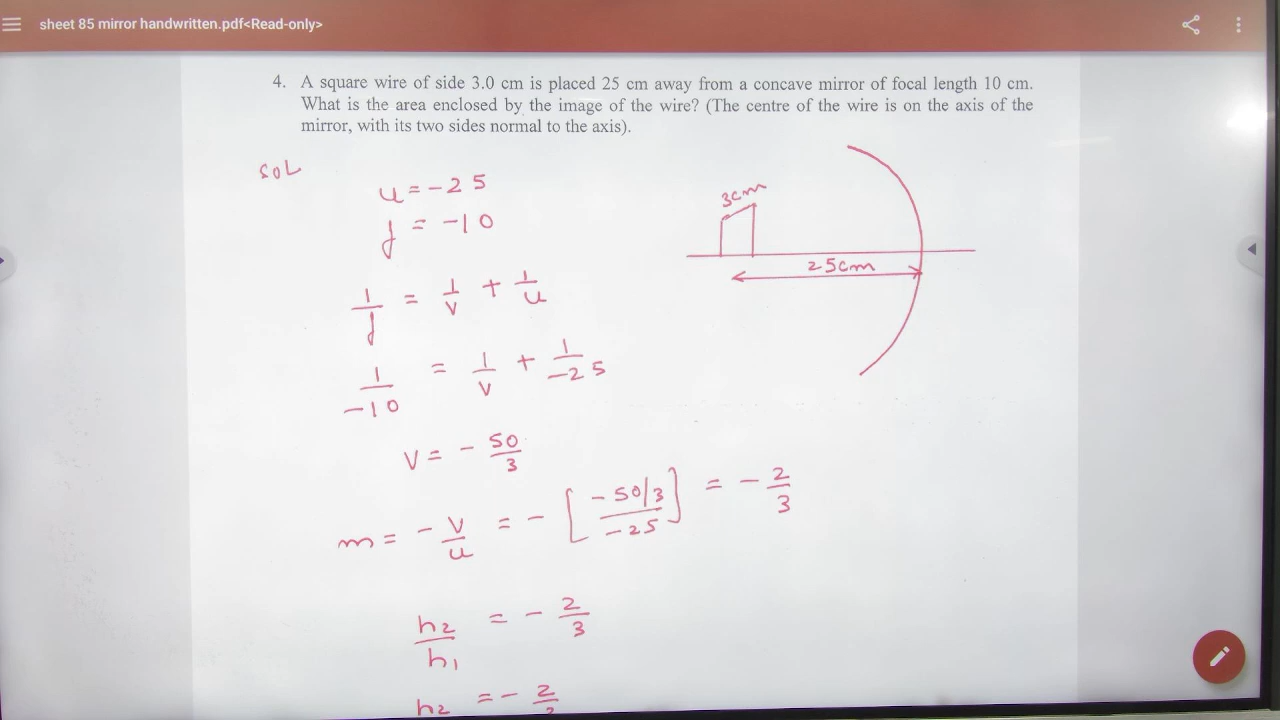 sheet 85 mirror handwritten.pdf<Read-only>
4. A square wire of side 3.0 cm is placed 25 cm away from a concave mirror of focal length 10 cm.
What is the area enclosed by the image of the wire? (The centre of the wire is on the axis of the
mirror, with its two sides normal to the axis).
SOL
u = -25
f = -10
3cm
25cm
1/f = 1/v + 1/u
1/-10 = 1/v + 1/-25
V = - 50/3
m = - v/u = - [ -50/3 / -25 ] = - 2/3
h2/h1 = - 2/3
h2 = - 2/3